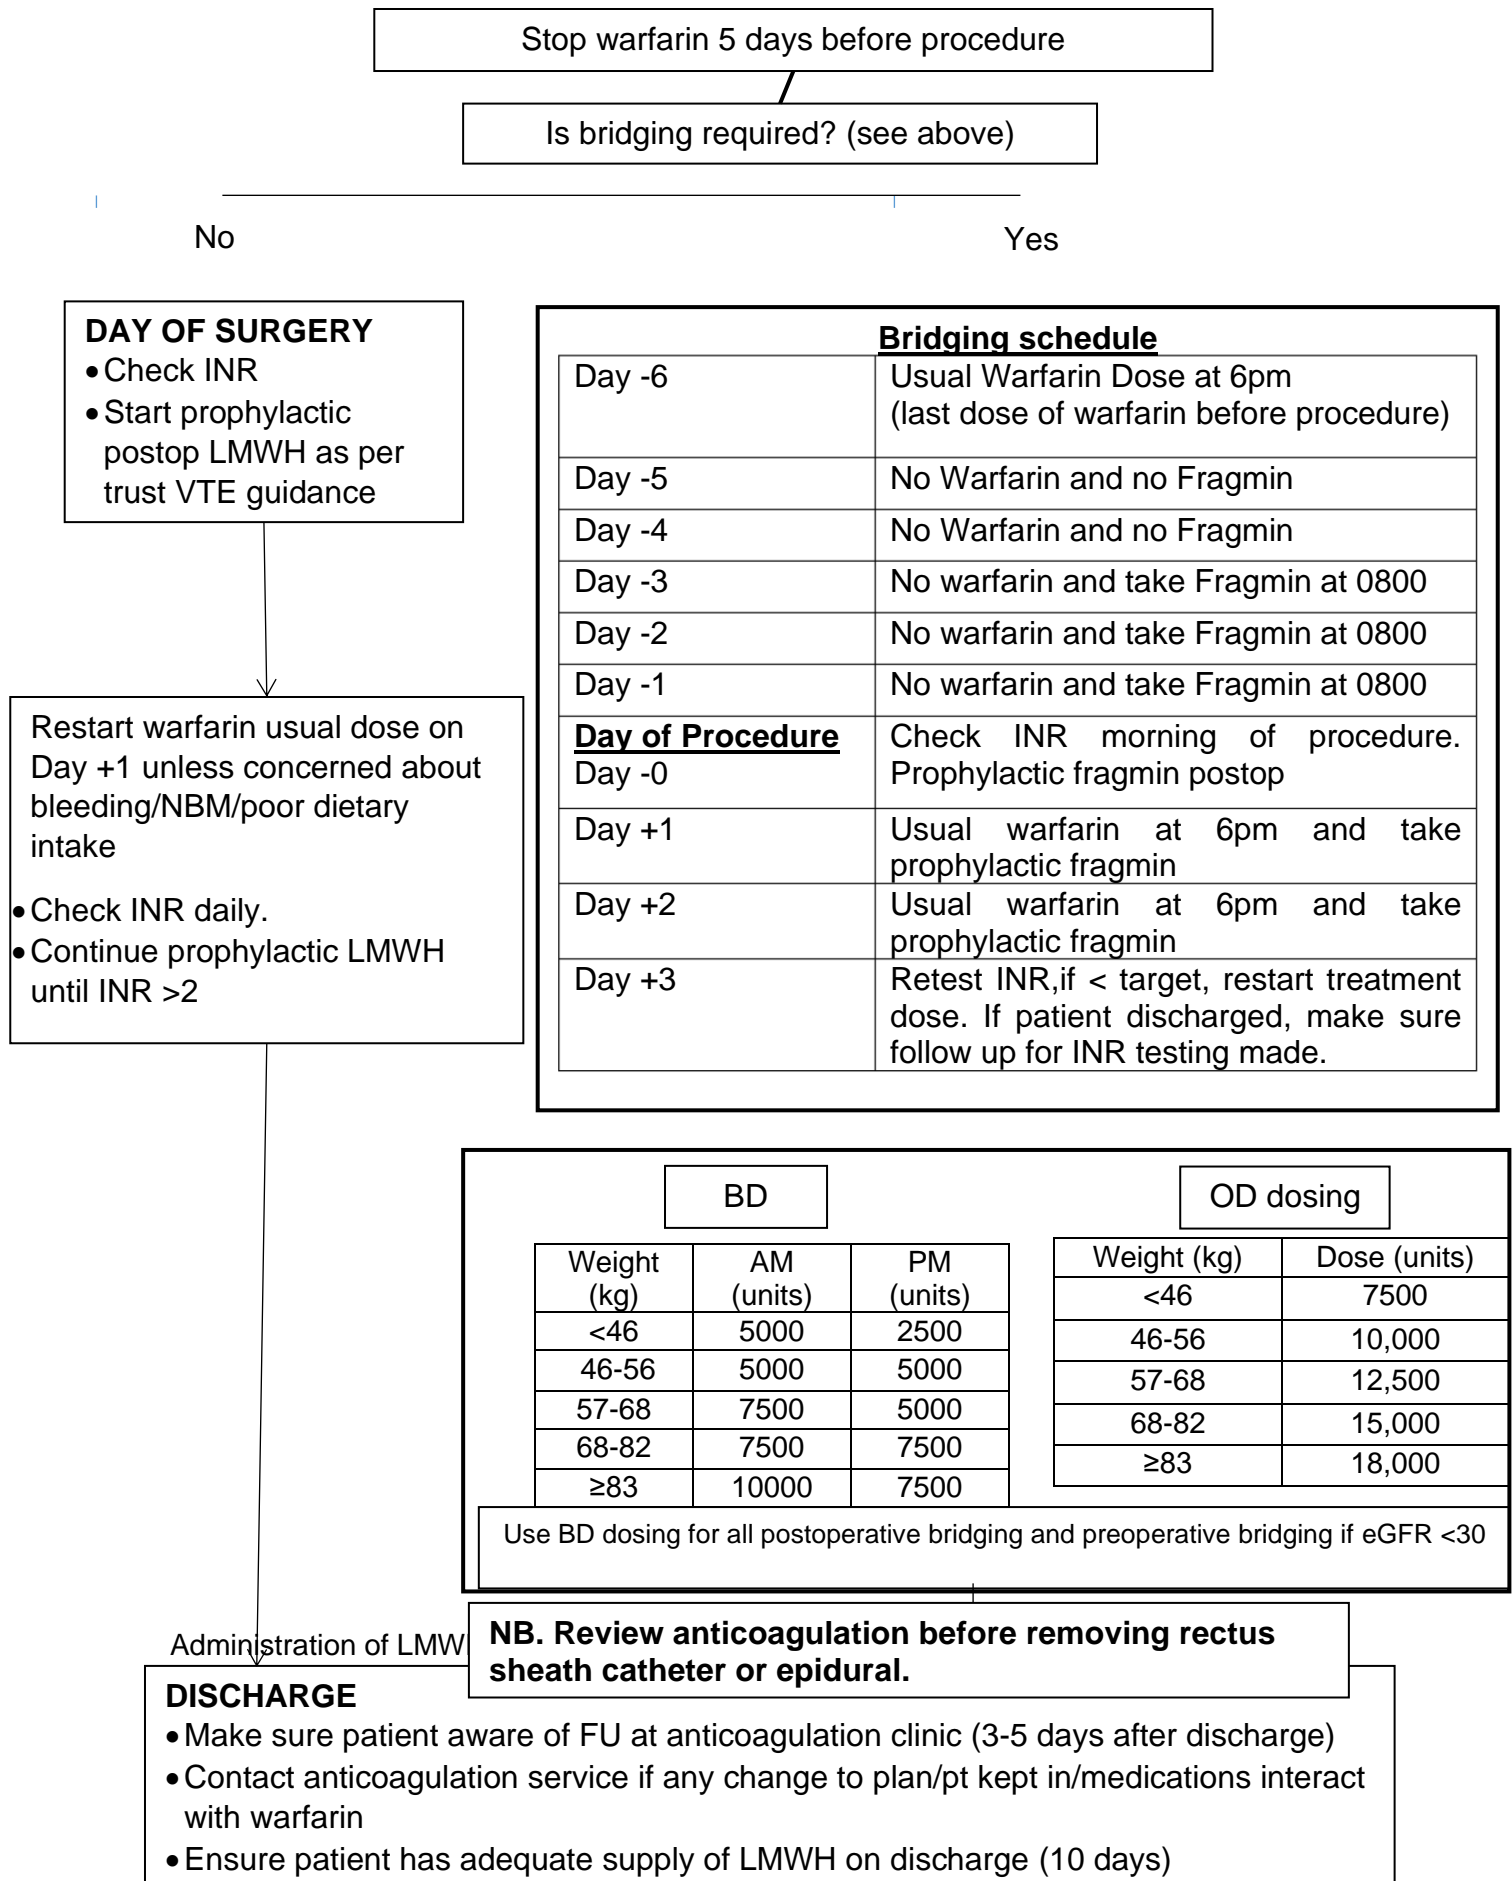 Stop warfarin 5 days before procedure
Is bridging required? (see above)
No
Yes
DAY OF SURGERY
• Check INR
• Start prophylactic
postop LMWH as per
trust VTE guidance
Restart warfarin usual dose on
Day +1 unless concerned about
bleeding/NBM/poor dietary
intake
• Check INR daily.
• Continue prophylactic LMWH
until INR >2
Bridging schedule
Day -6 Usual Warfarin Dose at 6pm
(last dose of warfarin before procedure)
Day -5 No Warfarin and no Fragmin
Day -4 No Warfarin and no Fragmin
Day -3 No warfarin and take Fragmin at 0800
Day -2 No warfarin and take Fragmin at 0800
Day -1 No warfarin and take Fragmin at 0800
Day of Procedure Check INR morning of procedure.
Day -0 Prophylactic fragmin postop
Day +1 Usual warfarin at 6pm and take
prophylactic fragmin
Day +2 Usual warfarin at 6pm and take
prophylactic fragmin
Day +3 Retest INR,if < target, restart treatment
dose. If patient discharged, make sure
follow up for INR testing made.
BD
Weight AM PM
(kg) (units) (units)
<46 5000 2500
46-56 5000 5000
57-68 7500 5000
68-82 7500 7500
≥83 10000 7500
OD dosing
Weight (kg) Dose (units)
<46 7500
46-56 10,000
57-68 12,500
68-82 15,000
≥83 18,000
Use BD dosing for all postoperative bridging and preoperative bridging if eGFR <30
Administration of
NB. Review anticoagulation before removing rectus
sheath catheter or epidural.
DISCHARGE
• Make sure patient aware of FU at anticoagulation clinic (3-5 days after discharge)
• Contact anticoagulation service if any change to plan/pt kept in/medications interact
with warfarin
• Ensure patient has adequate supply of LMWH on discharge (10 days)